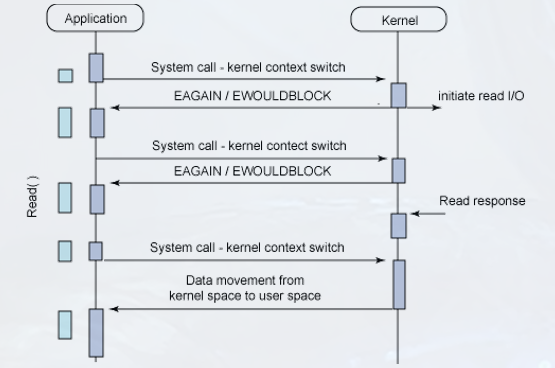 Application
Kernel
System call - kernel context switch
EAGAIN / EWOULDBLOCK
initiate read I/O
System call - kernel contect switch
EAGAIN / EWOULDBLOCK
Read( )
Read response
System call - kernel context switch
Data movement from
kernel space to user space